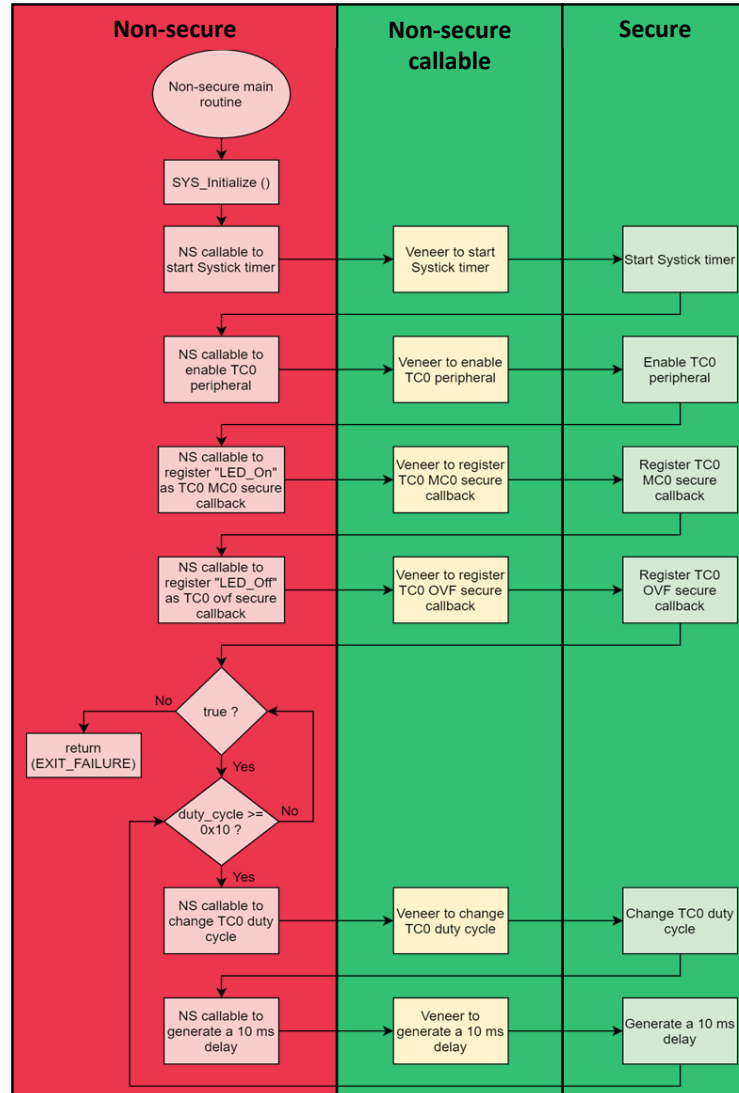 Non-secure
Non-secure
callable
Secure
Non-secure main
routine
SYS_Initialize ()
NS callable to
start Systick timer
Veneer to start
Systick timer
Start Systick timer
NS callable to
enable TC0
peripheral
Veneer to enable
TC0 peripheral
Enable TC0
peripheral
NS callable to
register "LED_On"
as TC0 MC0 secure
callback
Veneer to register
TC0 MC0 secure
callback
Register TC0
MC0 secure
callback
NS callable to
register "LED_Off"
as TC0 ovf secure
callback
Veneer to register
TC0 OVF secure
callback
Register TC0
OVF secure
callback
No
true ?
return
(EXIT_FAILURE)
Yes
duty_cycle >=
0x10 ?
No
Yes
NS callable to
change TC0 duty
cycle
Veneer to change
TC0 duty cycle
Change TC0 duty
cycle
NS callable to
generate a 10 ms
delay
Veneer to
generate a 10 ms
delay
Generate a 10 ms
delay